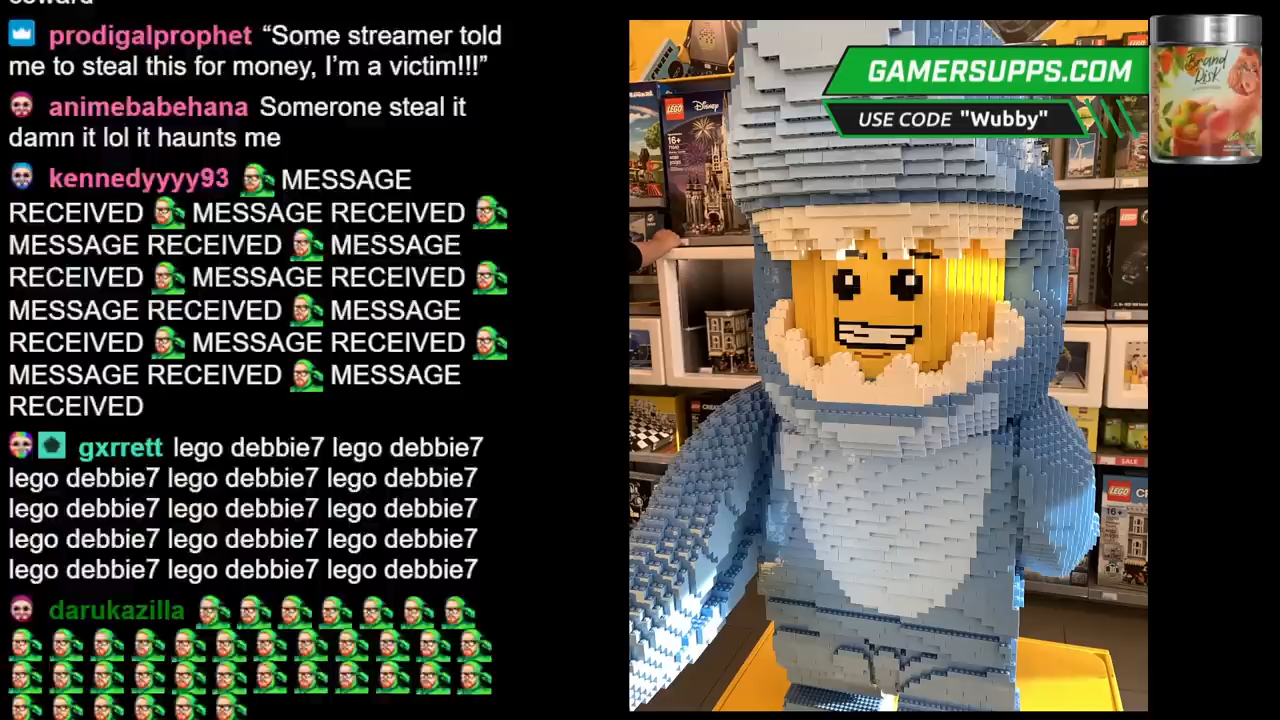 coward
prodigalprophet “Some streamer told
me to steal this for money, I’m a victim!!!”
animebabehana Somerone steal it
damn it lol it haunts me
kennedyyyy93 MESSAGE
RECEIVED MESSAGE RECEIVED
MESSAGE RECEIVED MESSAGE
RECEIVED MESSAGE RECEIVED
MESSAGE RECEIVED MESSAGE
RECEIVED MESSAGE RECEIVED
MESSAGE RECEIVED MESSAGE
RECEIVED
gxrrett lego debbie7 lego debbie7
lego debbie7 lego debbie7 lego debbie7
lego debbie7 lego debbie7 lego debbie7
lego debbie7 lego debbie7 lego debbie7
lego debbie7 lego debbie7 lego debbie7
darukazilla
GAMERSUPPS.COM
USE CODE "Wubby"
Brand
Risk
LEGO
Disney
16+
LEGO
SALE
LEGO
16+